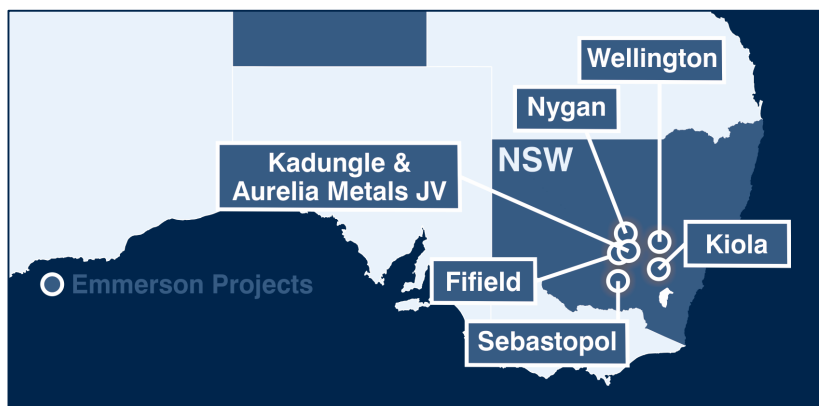 Wellington
Nygan
Kadungle &
Aurelia Metals JV
NSW
Kiola
Emmerson Projects
Fifield
Sebastopol